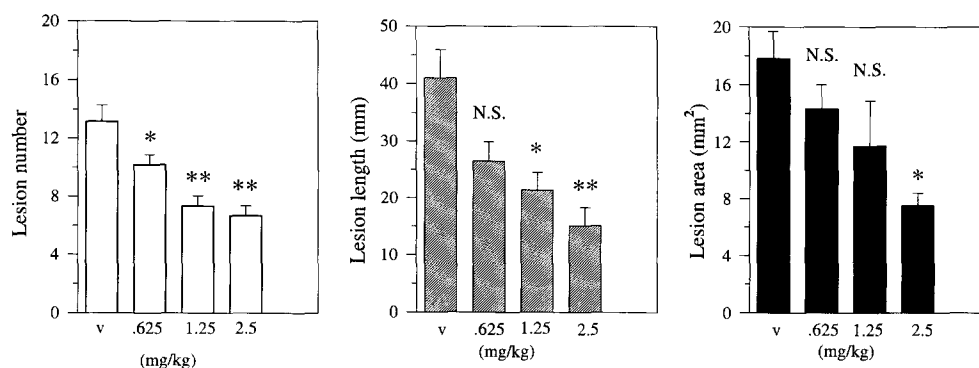 Lesion number
20
16
12
8
4
0
*
**
**
v .625 1.25 2.5
(mg/kg)
Lesion length (mm)
50
40
30
20
10
0
N.S.
*
**
v .625 1.25 2.5
(mg/kg)
Lesion area (mm²)
20
16
12
8
4
0
N.S.
N.S.
*
v .625 1.25 2.5
(mg/kg)